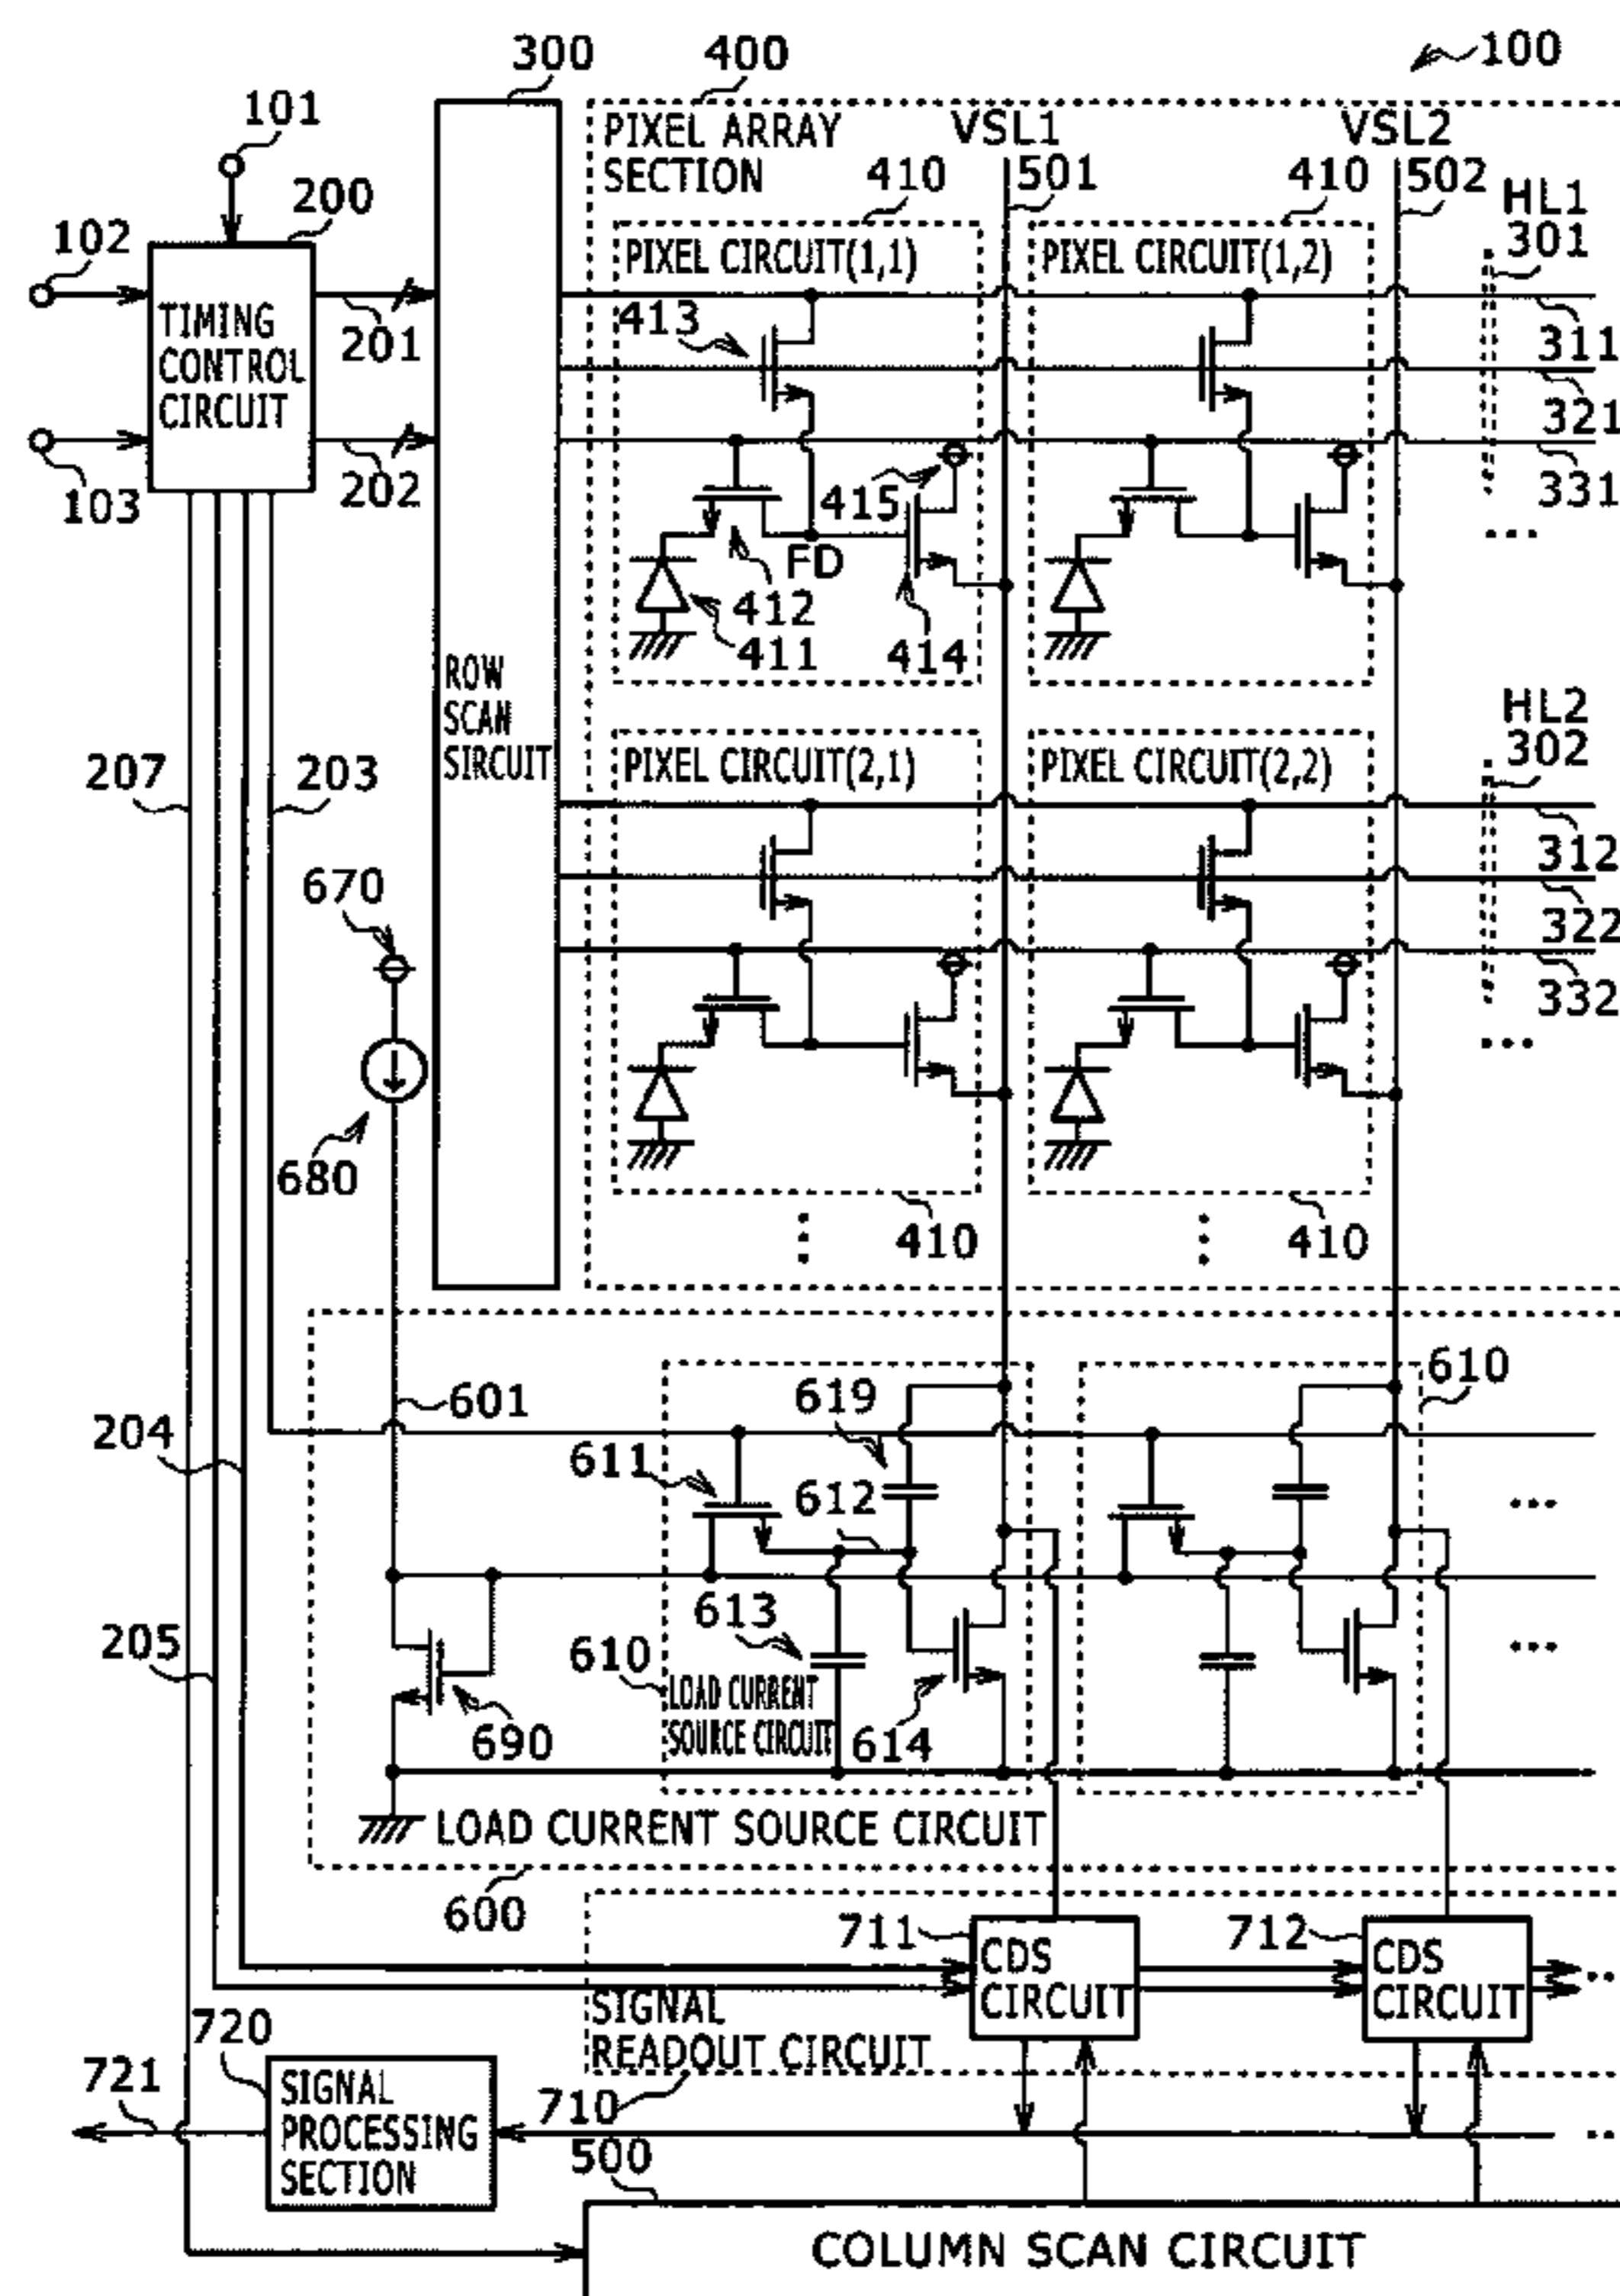 300
400
100
101
PIXEL ARRAY
SECTION
VSL1
VSL2
200
410
501
410
502
HL1
301
102
PIXEL CIRCUIT(1,1)
PIXEL CIRCUIT(1,2)
TIMING
CONTROL
CIRCUIT
201
413
311
321
103
202
415
331
FD
412
411
414
ROW
SCAN
SIRCUIT
HL2
302
207
203
PIXEL CIRCUIT(2,1)
PIXEL CIRCUIT(2,2)
312
670
322
332
680
410
410
601
619
610
204
611
612
613
205
610
LOAD CURRENT
SOURCE CIRCUIT
690
614
LOAD CURRENT SOURCE CIRCUIT
600
711
712
CDS
CIRCUIT
CDS
CIRCUIT
SIGNAL
READOUT CIRCUIT
720
721
SIGNAL
PROCESSING
SECTION
710
500
COLUMN SCAN CIRCUIT